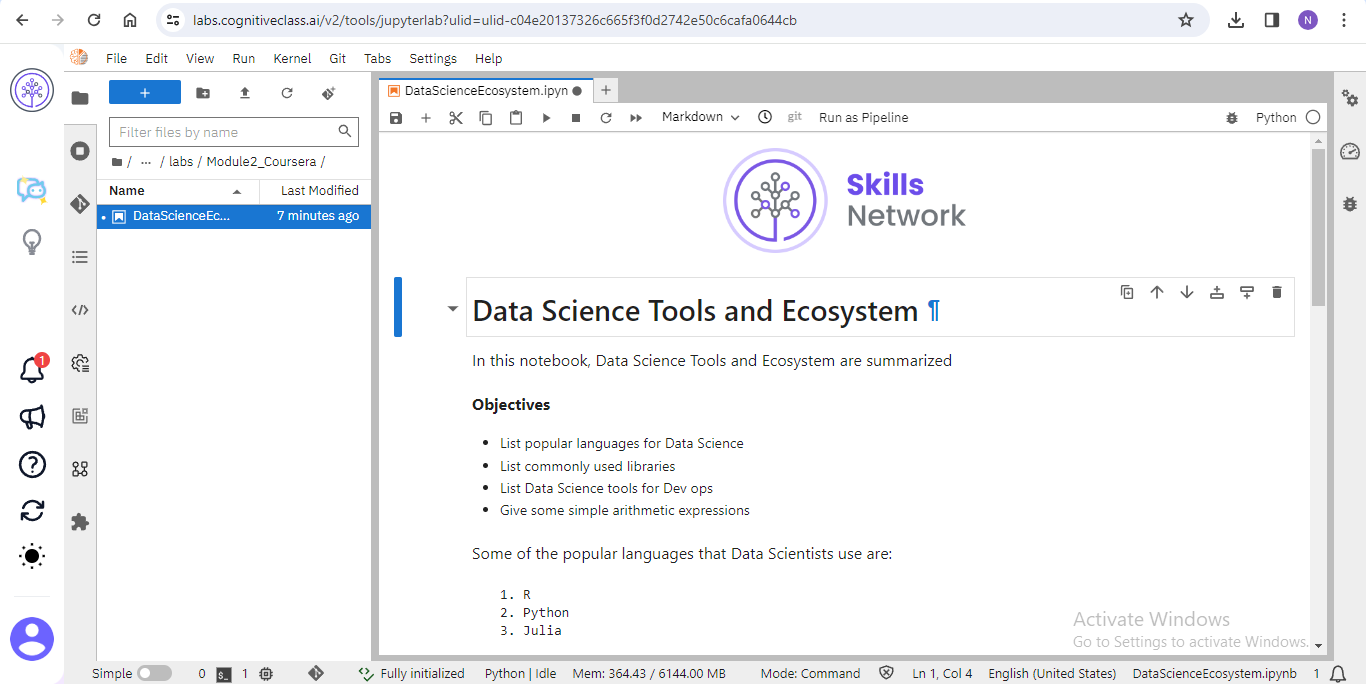 labs.cognitiveclass.ai/v2/tools/jupyterlab?ulid=ulid-c04e20137326c665f3f0d2742e50c6cafa0644cb
N
File Edit View Run Kernel Git Tabs Settings Help
+
DataScienceEcosystem.ipyn
+
Filter files by name
Markdown
git
Run as Pipeline
Python
/ ... / labs / Module2_Coursera /
Name
Last Modified
DataScienceEc...
7 minutes ago
Skills
Network
Data Science Tools and Ecosystem ¶
In this notebook, Data Science Tools and Ecosystem are summarized
Objectives
• List popular languages for Data Science
• List commonly used libraries
• List Data Science tools for Dev ops
• Give some simple arithmetic expressions
Some of the popular languages that Data Scientists use are:
1. R
2. Python
3. Julia
1
Activate Windows
Go to Settings to activate Windows.
Simple 0 $_ 1 Fully initialized Python | Idle Mem: 364.43 / 6144.00 MB Mode: Command Ln 1, Col 4 English (United States) DataScienceEcosystem.ipynb 1